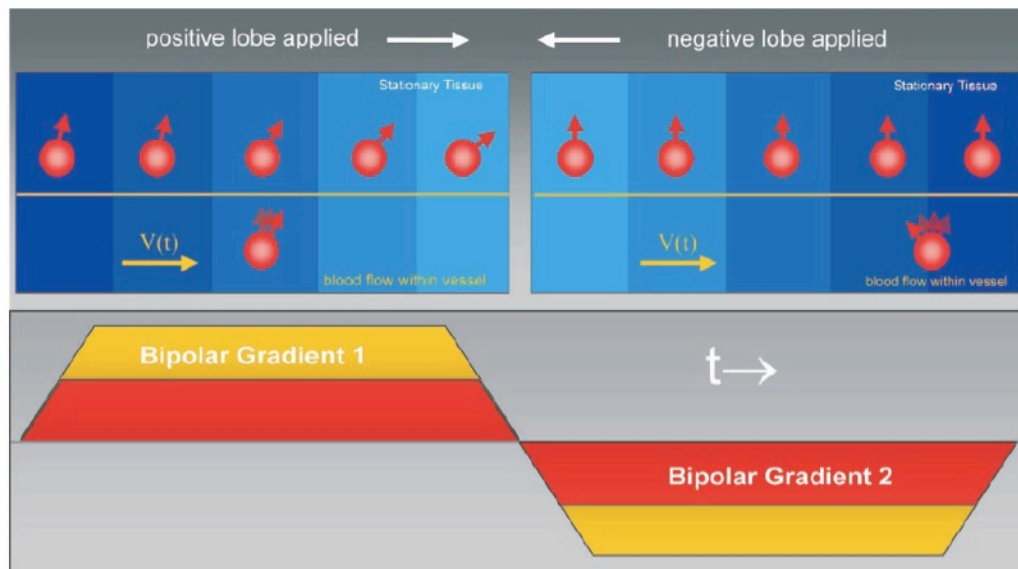 positive lobe applied
negative lobe applied
Stationary Tissue
Stationary Tissue
V(t)
blood flow within vessel
V(t)
blood flow within vessel
Bipolar Gradient 1
t→
Bipolar Gradient 2